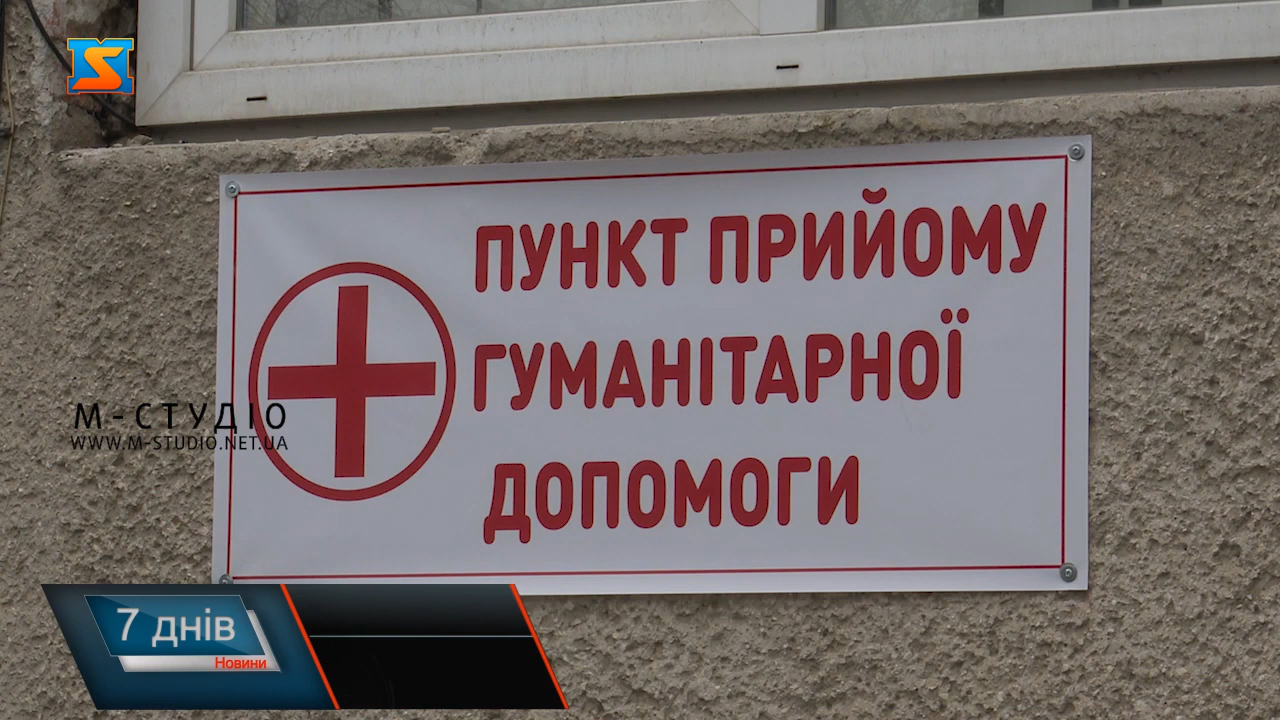 ПУНКТ ПРИЙОМУ
ГУМАНІТАРНОЇ
ДОПОМОГИ
М-СТУДІО
WWW.M-STUDIO.NET.UA
7 днів
Новини